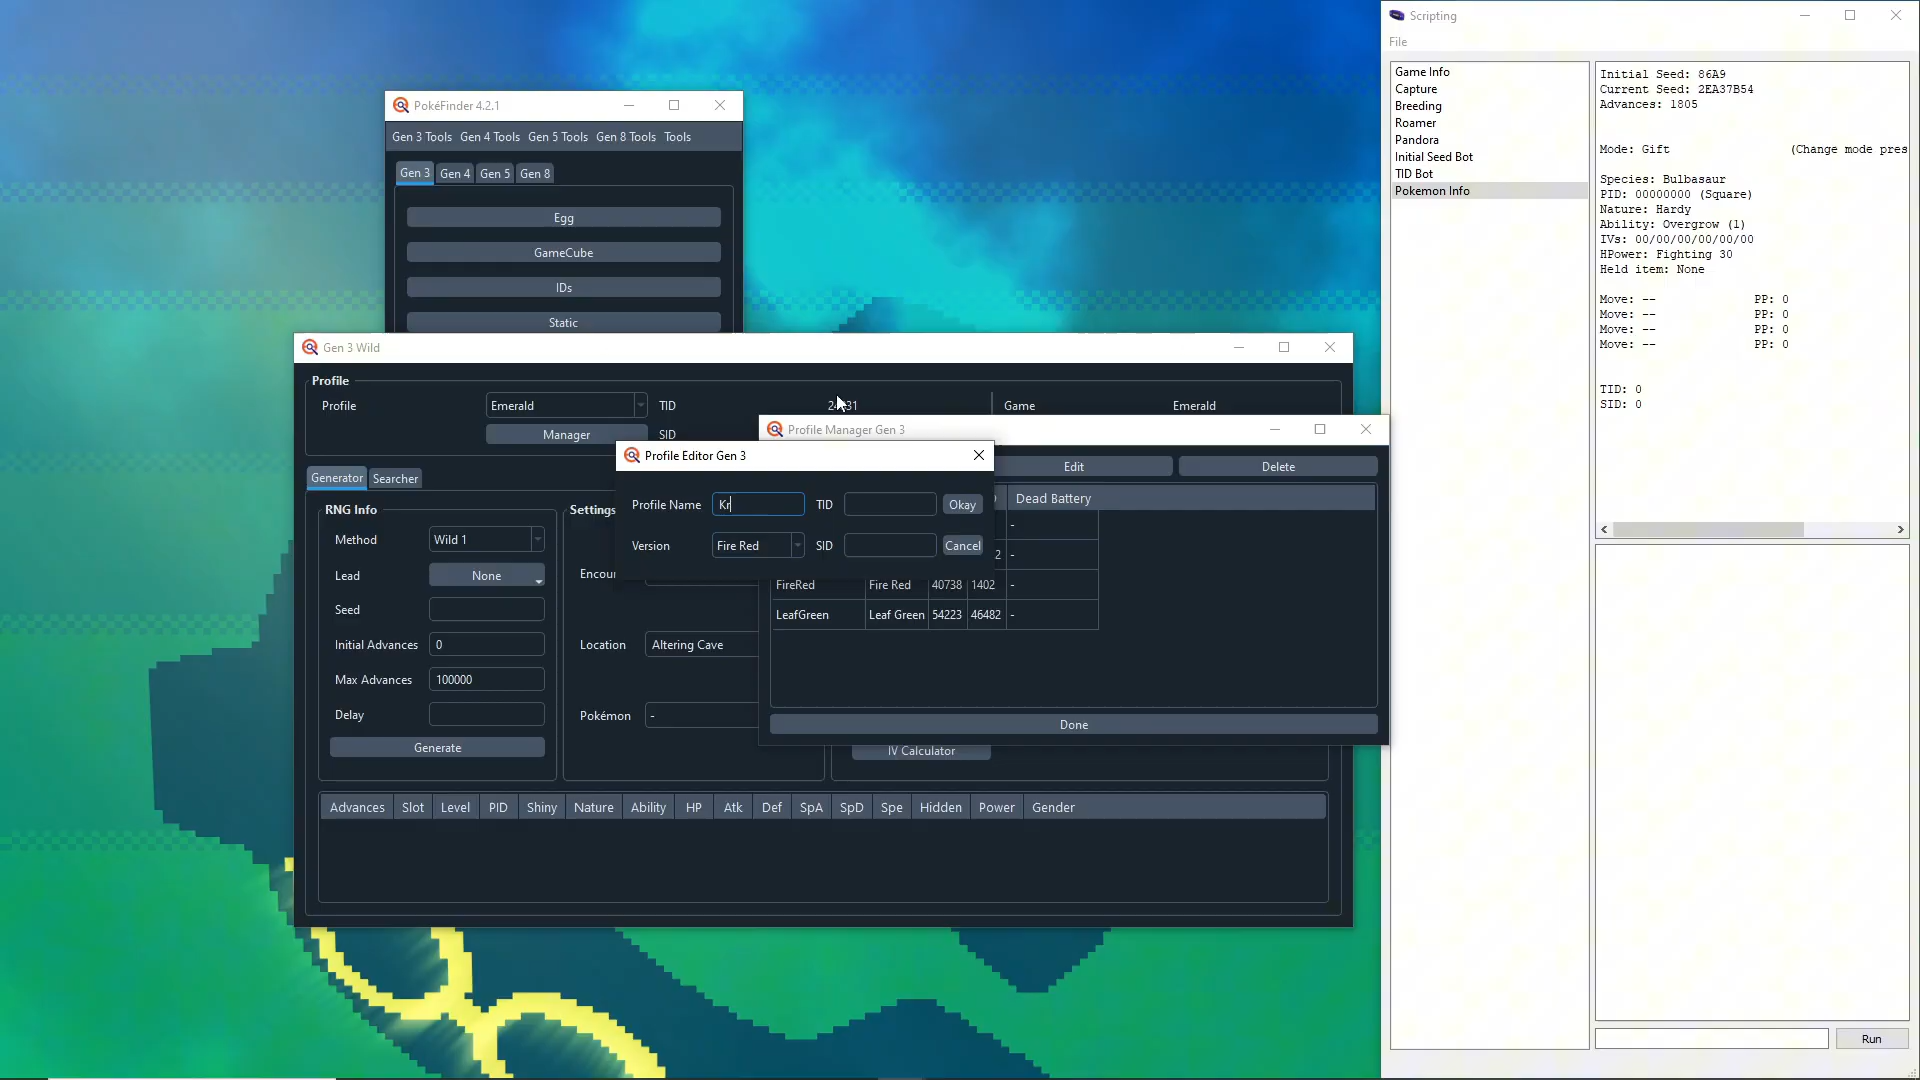 PokéFinder 4.2.1
Gen 3 Tools Gen 4 Tools Gen 5 Tools Gen 8 Tools Tools
Gen 3 Gen 4 Gen 5 Gen 8
Egg
GameCube
IDs
Static
Gen 3 Wild
Profile
Profile Emerald TID Game Emerald
Manager SID
Profile Manager Gen 3
Edit Delete
Dead Battery
-
2 -
FireRed Fire Red 40738 1402 -
LeafGreen Leaf Green 54223 46482 -
Done
Profile Editor Gen 3
Profile Name Kr TID Okay
Version Fire Red SID Cancel
Generator Searcher
RNG Info
Method Wild 1
Lead None
Seed
Initial Advances 0
Max Advances 100000
Delay
Generate
Settings
Location Altering Cave
Pokémon -
IV Calculator
Advances Slot Level PID Shiny Nature Ability HP Atk Def SpA SpD Spe Hidden Power Gender
Scripting
File
Game Info
Capture
Breeding
Roamer
Pandora
Initial Seed Bot
TID Bot
Pokemon Info
Initial Seed: 86A9
Current Seed: 2EA37B54
Advances: 1805
Mode: Gift (Change mode pres
Species: Bulbasaur
PID: 00000000 (Square)
Nature: Hardy
Ability: Overgrow (1)
IVs: 00/00/00/00/00/00
HPower: Fighting 30
Held item: None
Move: -- PP: 0
Move: -- PP: 0
Move: -- PP: 0
Move: -- PP: 0
TID: 0
SID: 0
Run